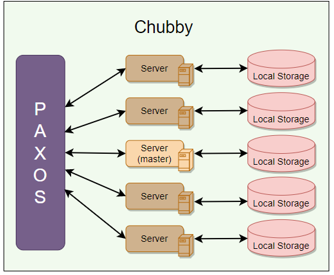 Chubby
P
A
X
O
S
Server
Local Storage
Server
Local Storage
Server
(master)
Local Storage
Server
Local Storage
Server
Local Storage